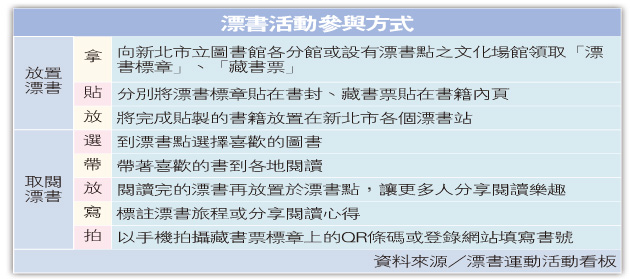 漂書活動參與方式
放置
漂書
拿 向新北市立圖書館各分館或設有漂書點之文化場館領取「漂
書標章」、「藏書票」
貼 分別將漂書標章貼在書封、藏書票貼在書籍內頁
放 將完成貼製的書籍放置在新北市各個漂書站
取閱
漂書
選 到漂書點選擇喜歡的圖書
帶 帶著喜歡的書到各地閱讀
放 閱讀完的漂書再放置於漂書點，讓更多人分享閱讀樂趣
寫 標註漂書旅程或分享閱讀心得
拍 以手機拍攝藏書票標章上的QR條碼或登錄網站填寫書號
資料來源／漂書運動活動看板